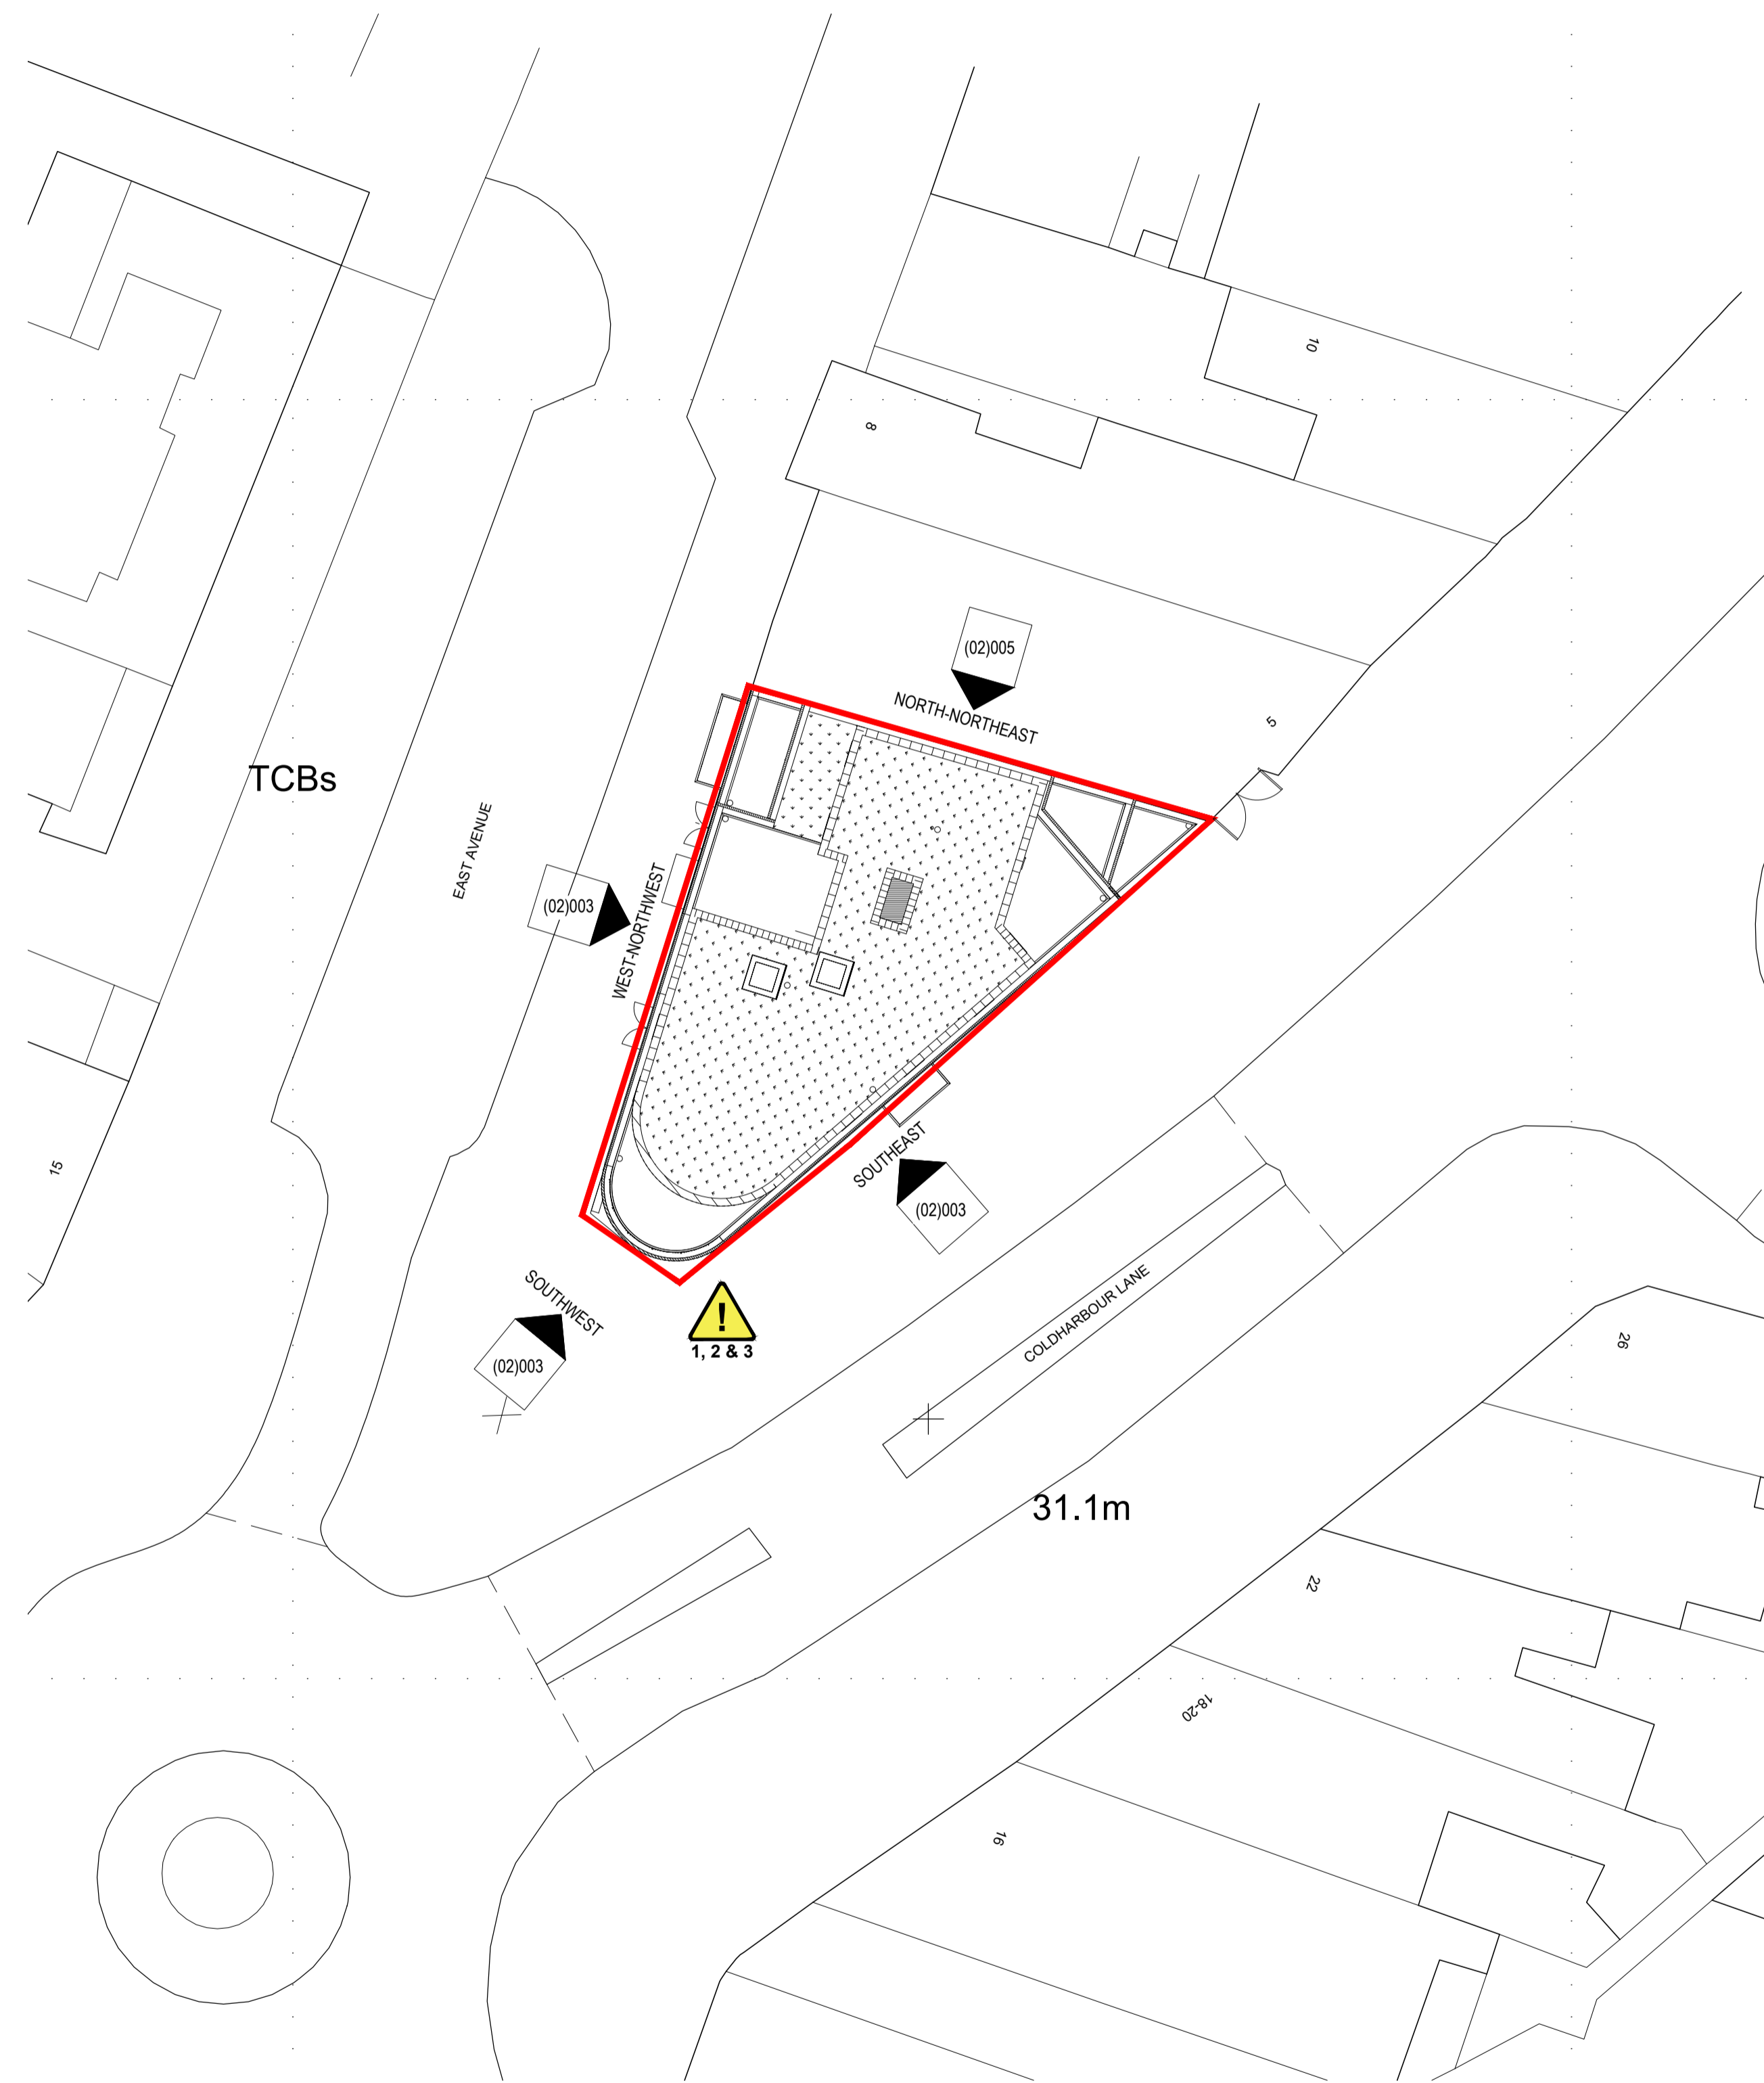 10
8
(02)005
NORTH-NORTHEAST
5
TCBs
EAST AVENUE
(02)003
WEST-NORTHWEST
SOUTHEAST
(02)003
15
SOUTHWEST
(02)003
!
1, 2 & 3
COLDHARBOUR LANE
26
31.1m
22
18-20
16